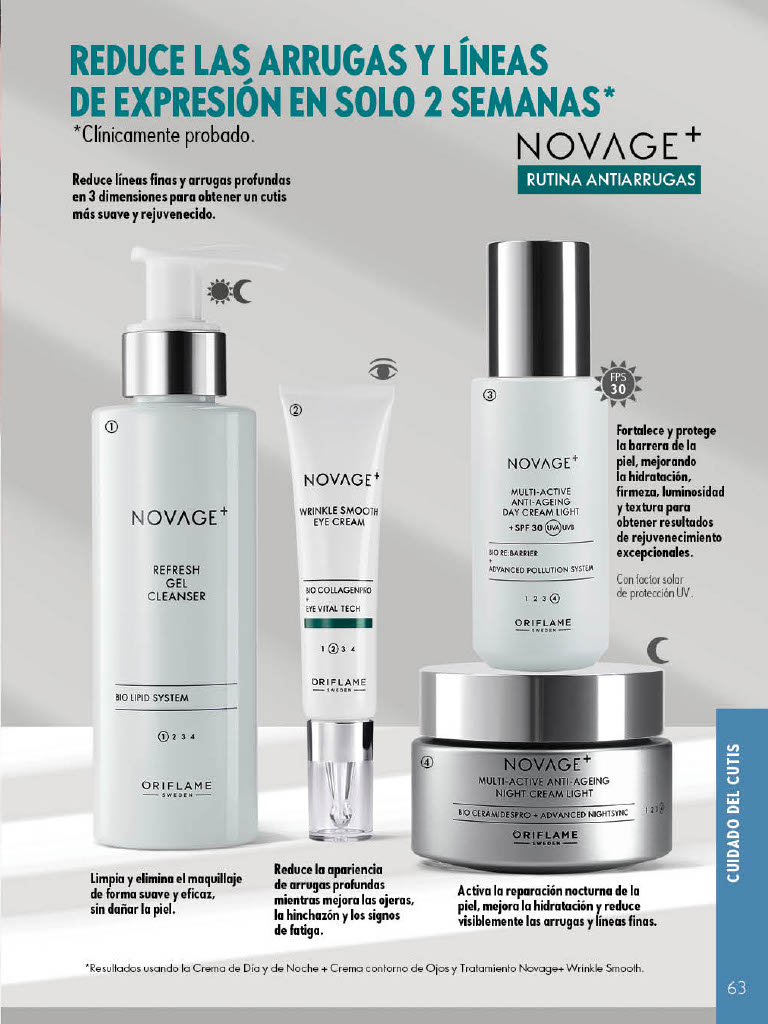 REDUCE LAS ARRUGAS Y LÍNEAS
DE EXPRESIÓN EN SOLO 2 SEMANAS*
*Clínicamente probado.
NOVAGE+
RUTINA ANTIARRUGAS
Reduce líneas finas y arrugas profundas
en 3 dimensiones para obtener un cutis
más suave y rejuvenecido.
①
NOVAGE+
REFRESH
GEL
CLEANSER
BIO LIPID SYSTEM
①2 3 4
ORIFLAME
SWEDEN
Limpia y elimina el maquillaje
de forma suave y eficaz,
sin dañar la piel.
②
NOVAGE+
WRINKLE SMOOTH
EYE CREAM
BIO COLLAGENPRO
+
EYE VITAL TECH
1 ② 3 4
ORIFLAME
SWEDEN
Reduce la apariencia
de arrugas profundas
mientras mejora las ojeras,
la hinchazón y los signos
de fatiga.
③
NOVAGE+
MULTI-ACTIVE
ANTI-AGEING
DAY CREAM LIGHT
+ SPF 30 UVA UVB
BIO RE:BARRIER
+
ADVANCED POLLUTION SYSTEM
1 2 3 ④
ORIFLAME
SWEDEN
FPS
30
Fortalece y protege
la barrera de la
piel, mejorando
la hidratación,
firmeza, luminosidad
y textura para
obtener resultados
de rejuvenecimiento
excepcionales.
Con factor solar
de protección UV.
④
NOVAGE+
MULTI-ACTIVE ANTI-AGEING
NIGHT CREAM LIGHT
BIO CERAMIDESPRO + ADVANCED NIGHTSYNC
1 2 3 ④
ORIFLAME
SWEDEN
Activa la reparación nocturna de la
piel, mejora la hidratación y reduce
visiblemente las arrugas y líneas finas.
CUIDADO DEL CUTIS
*Resultados usando la Crema de Día y de Noche + Crema contorno de Ojos y Tratamiento Novage+ Wrinkle Smooth.
63